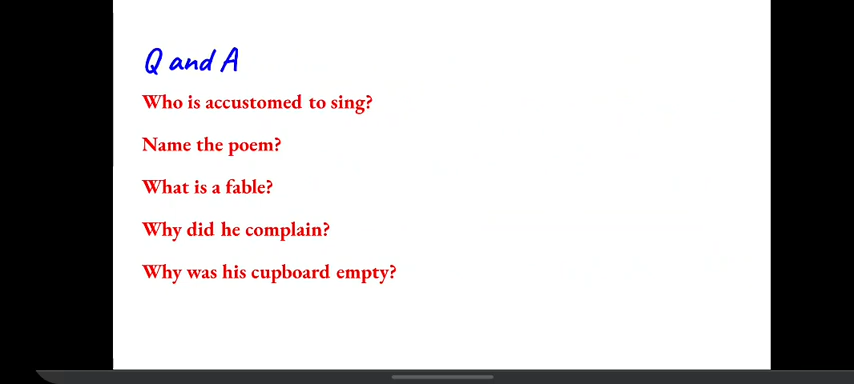 Q and A
Who is accustomed to sing?
Name the poem?
What is a fable?
Why did he complain?
Why was his cupboard empty?